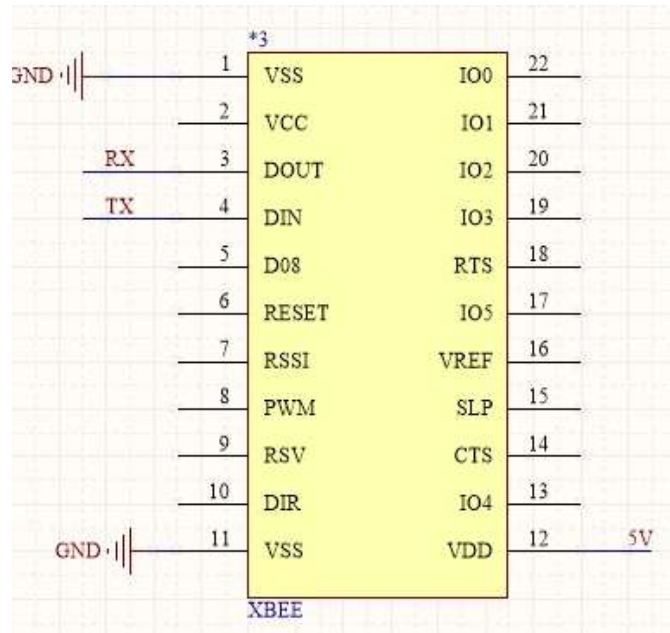 *3
GND 1 VSS IO0 22
2 VCC IO1 21
RX 3 DOUT IO2 20
TX 4 DIN IO3 19
5 D08 RTS 18
6 RESET IO5 17
7 RSSI VREF 16
8 PWM SLP 15
9 RSV CTS 14
10 DIR IO4 13
GND 11 VSS VDD 12 5V
XBEE